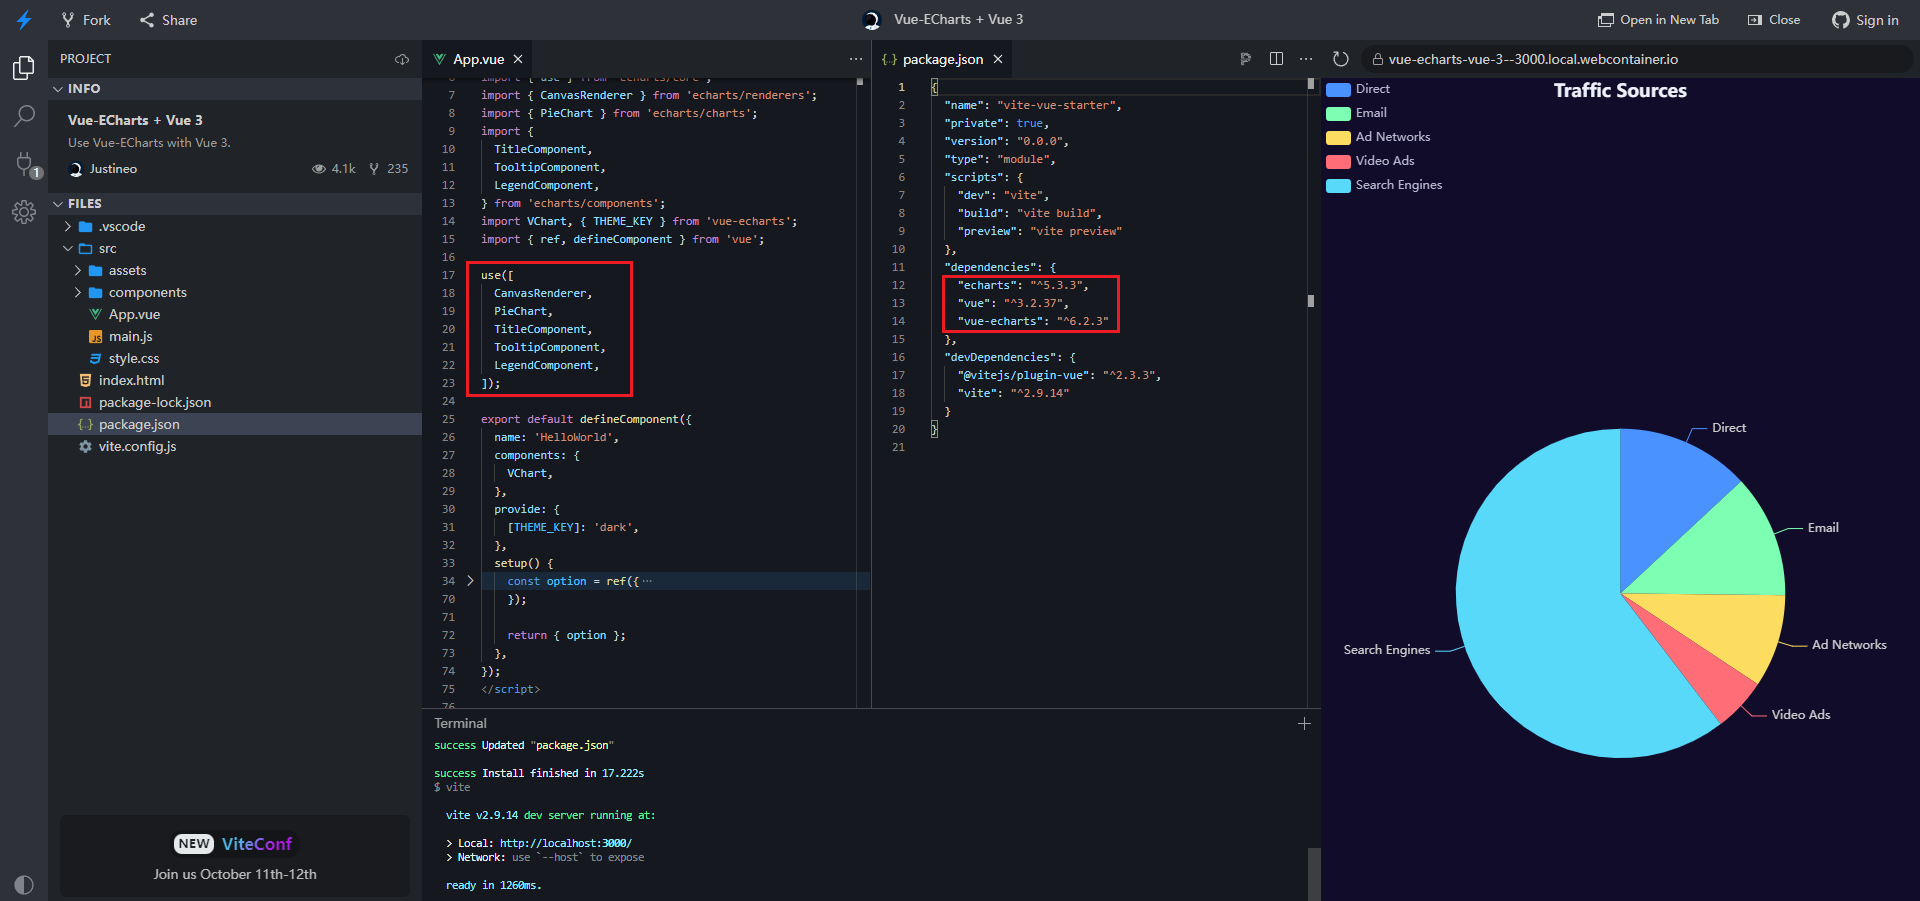 Fork
Share
Vue-ECharts + Vue 3
Open in New Tab
Close
Sign in
PROJECT
INFO
Vue-ECharts + Vue 3
Use Vue-ECharts with Vue 3.
Justineo
4.1k
235
1
FILES
.vscode
src
assets
components
App.vue
main.js
style.css
index.html
package-lock.json
package.json
vite.config.js
NEW ViteConf
Join us October 11th-12th
App.vue
7 import { CanvasRenderer } from 'echarts/renderers';
8 import { PieChart } from 'echarts/charts';
9 import {
10 TitleComponent,
11 TooltipComponent,
12 LegendComponent,
13 } from 'echarts/components';
14 import VChart, { THEME_KEY } from 'vue-echarts';
15 import { ref, defineComponent } from 'vue';
16
17 use([
18 CanvasRenderer,
19 PieChart,
20 TitleComponent,
21 TooltipComponent,
22 LegendComponent,
23 ]);
24
25 export default defineComponent({
26 name: 'HelloWorld',
27 components: {
28 VChart,
29 },
30 provide: {
31 [THEME_KEY]: 'dark',
32 },
33 setup() {
34 const option = ref({ ···
70 });
71
72 return { option };
73 },
74 });
75 </script>
76
package.json
1 {
2 "name": "vite-vue-starter",
3 "private": true,
4 "version": "0.0.0",
5 "type": "module",
6 "scripts": {
7 "dev": "vite",
8 "build": "vite build",
9 "preview": "vite preview"
10 },
11 "dependencies": {
12 "echarts": "^5.3.3",
13 "vue": "^3.2.37",
14 "vue-echarts": "^6.2.3"
15 },
16 "devDependencies": {
17 "@vitejs/plugin-vue": "^2.3.3",
18 "vite": "^2.9.14"
19 }
20 }
21
Terminal
success Updated "package.json"
success Install finished in 17.222s
$ vite
vite v2.9.14 dev server running at:
> Local: http://localhost:3000/
> Network: use `--host` to expose
ready in 1260ms.
vue-echarts-vue-3--3000.local.webcontainer.io
Traffic Sources
Direct
Email
Ad Networks
Video Ads
Search Engines
Direct
Email
Ad Networks
Video Ads
Search Engines